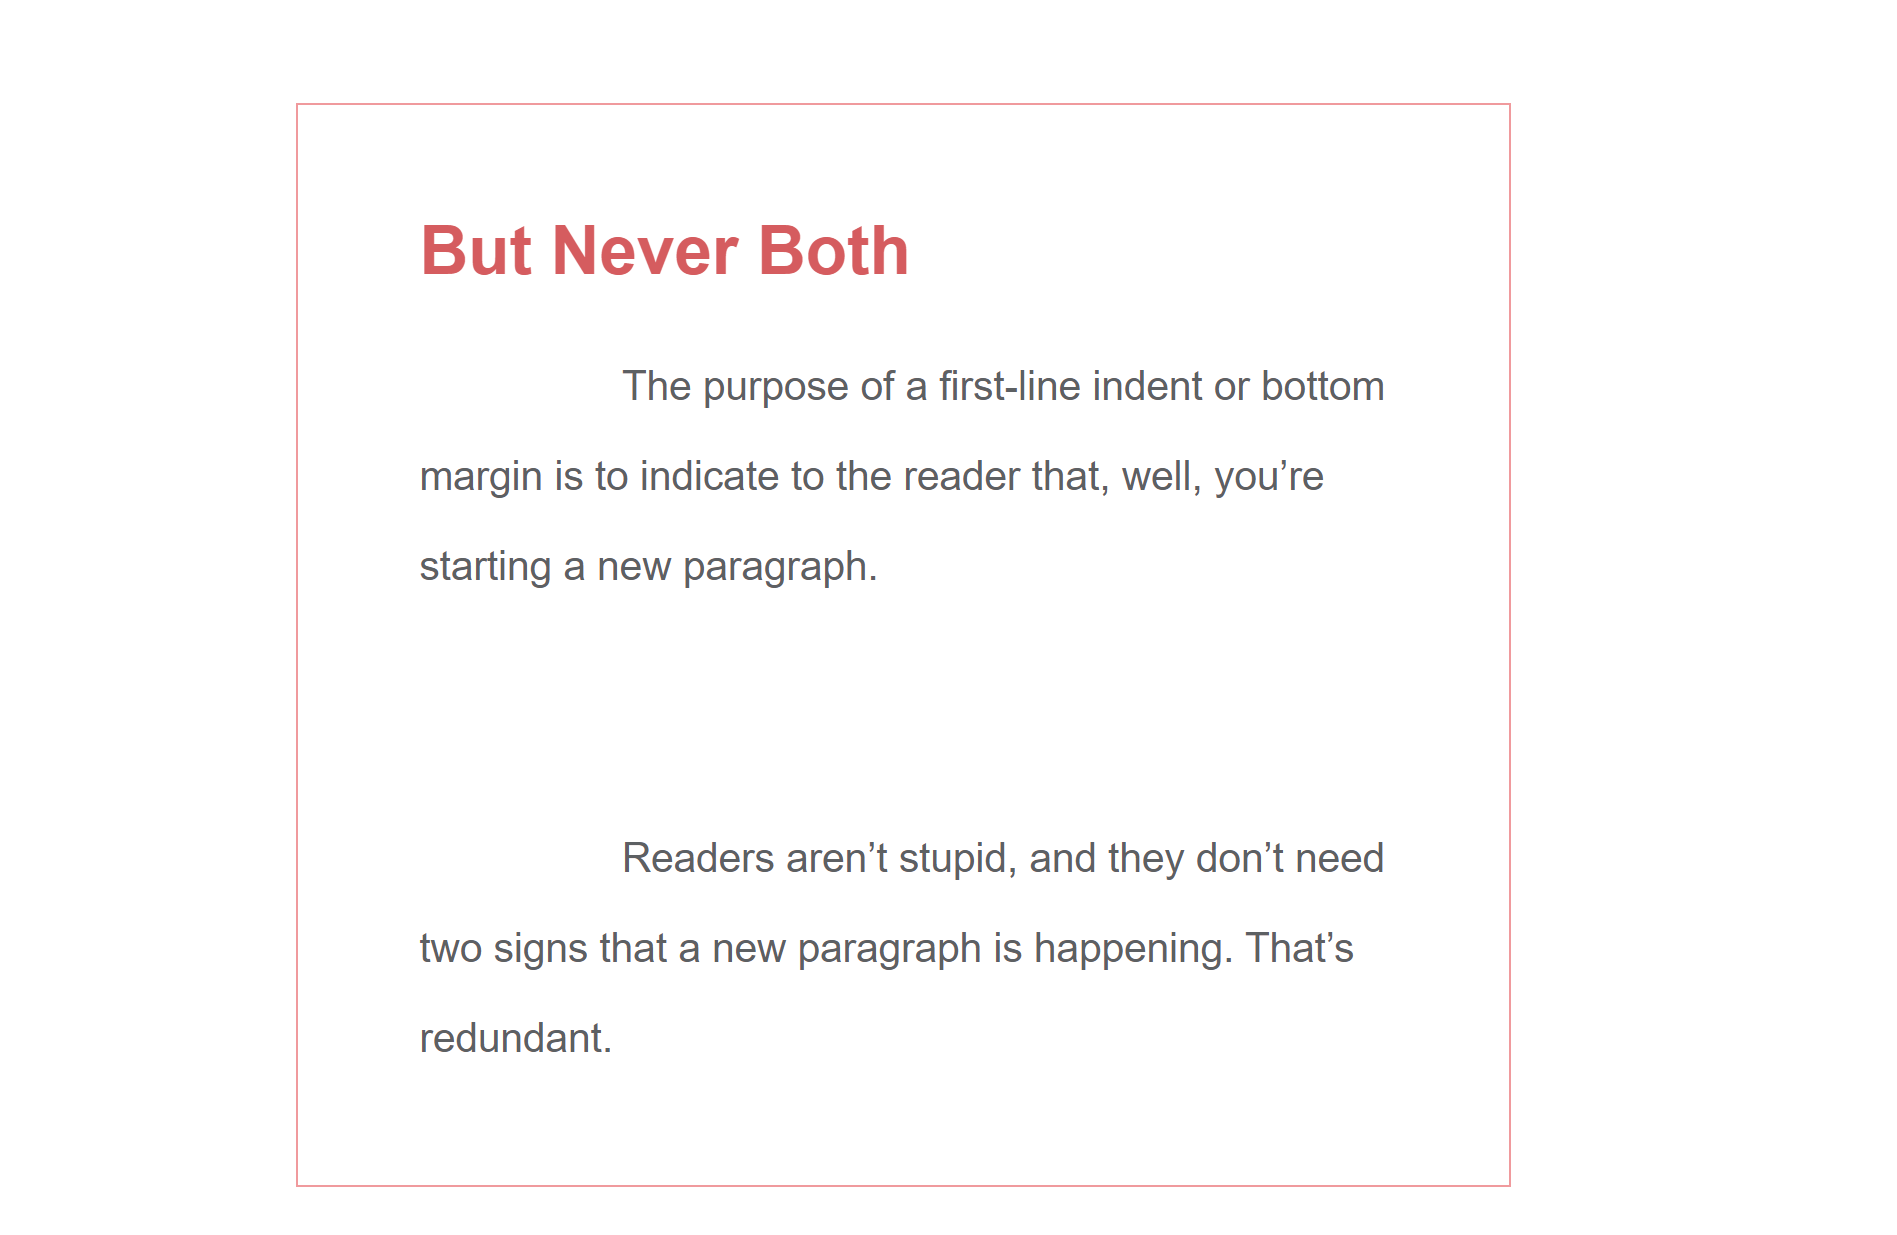 But Never Both
The purpose of a first-line indent or bottom
margin is to indicate to the reader that, well, you’re
starting a new paragraph.
Readers aren’t stupid, and they don’t need
two signs that a new paragraph is happening. That’s
redundant.